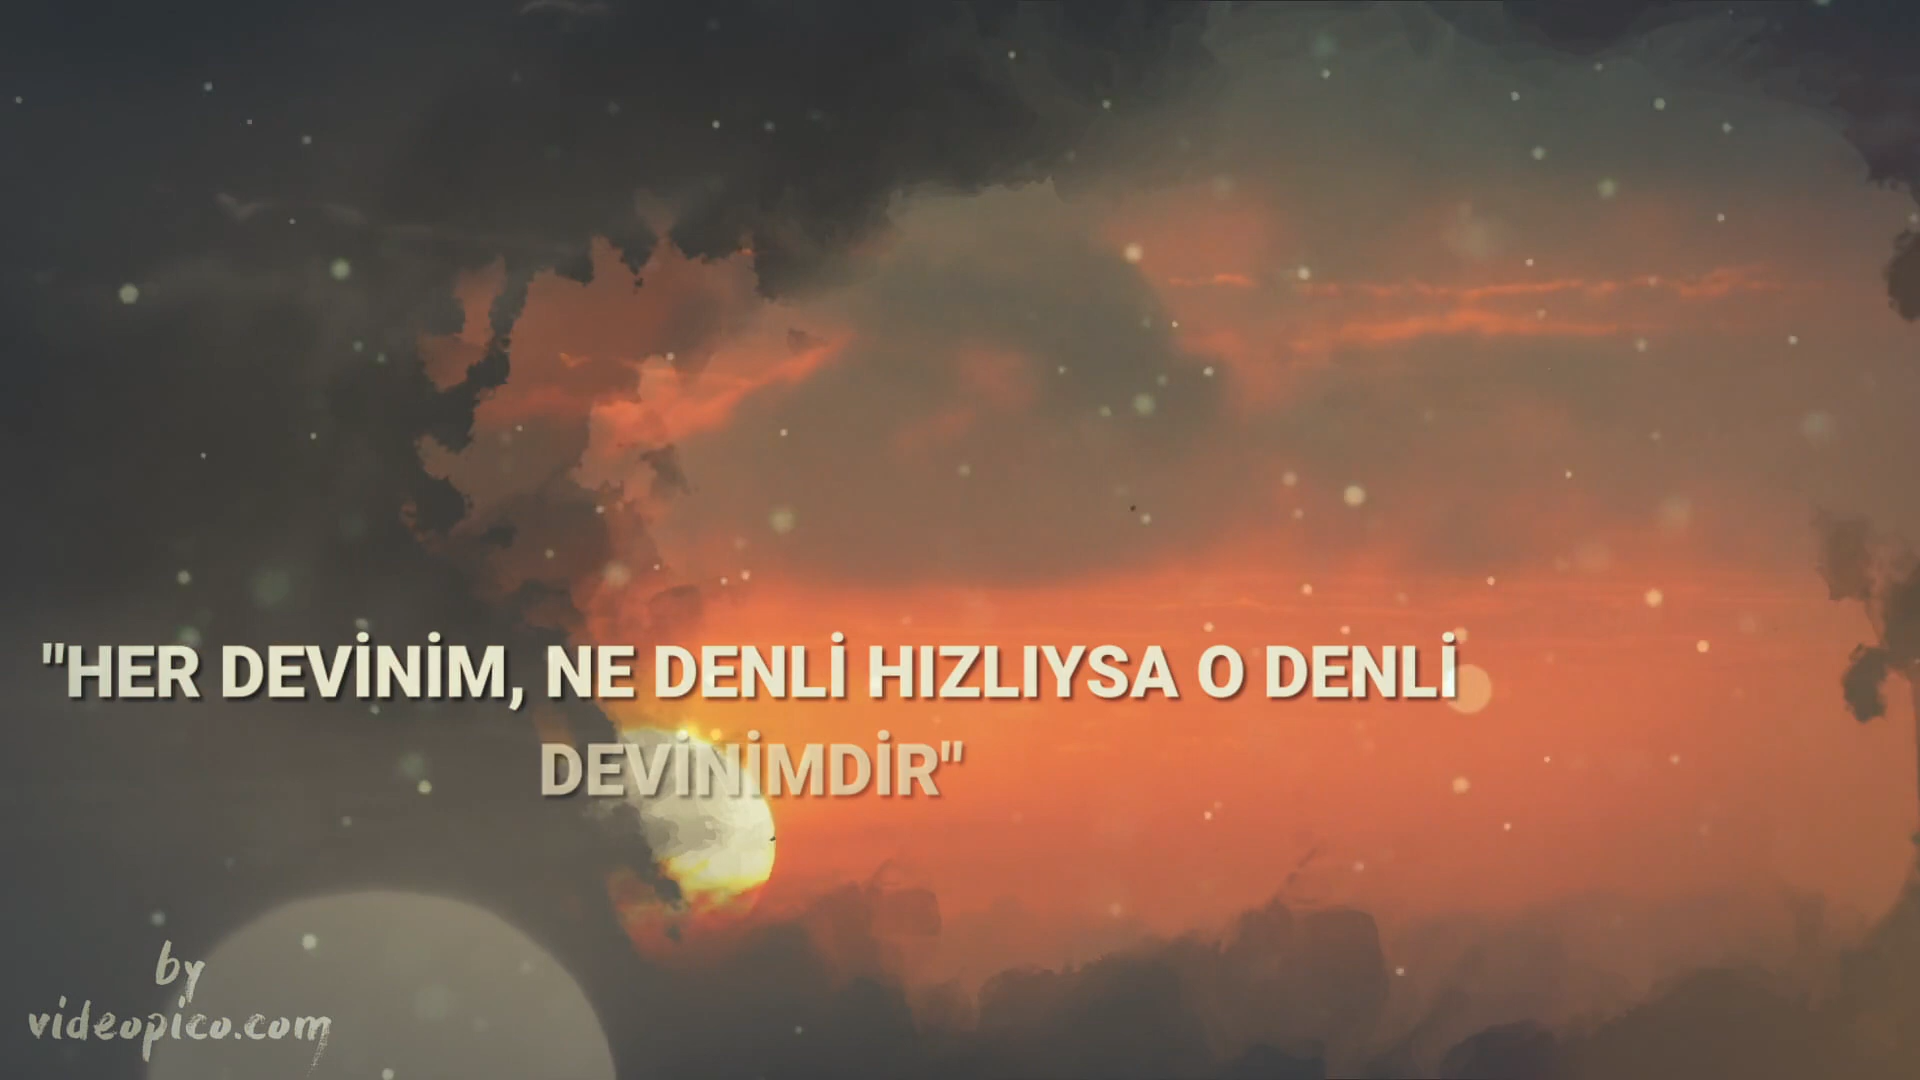 "HER DEVİNİM, NE DENLİ HIZLIYSA O DENLİ
DEVİNİMDİR"
by
videopico.com